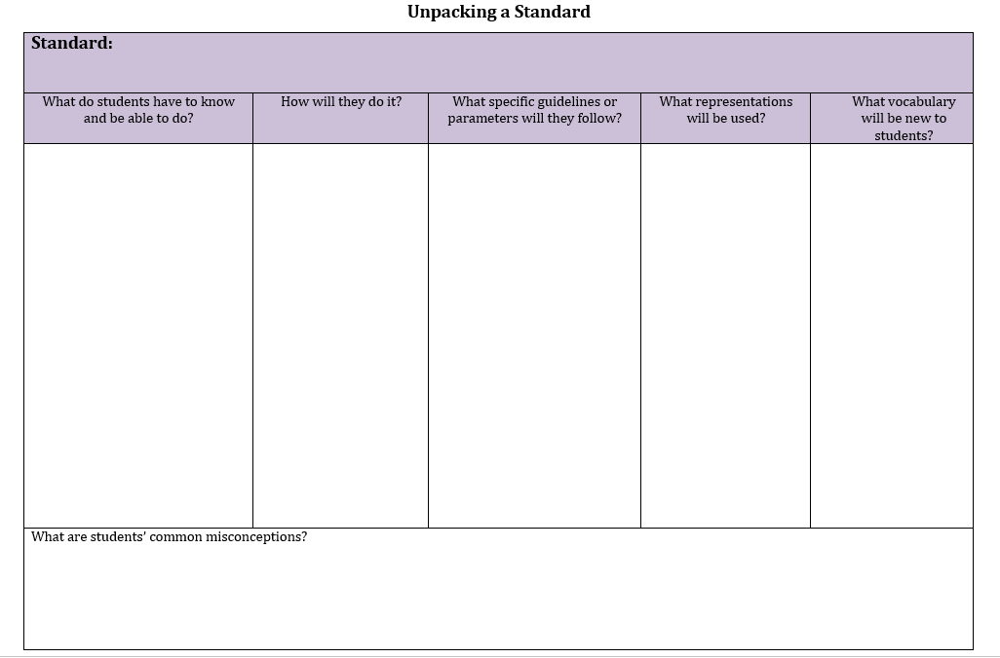 Unpacking a Standard
Standard:
What do students have to know
and be able to do?
How will they do it?
What specific guidelines or
parameters will they follow?
What representations
will be used?
What vocabulary
will be new to
students?
What are students’ common misconceptions?